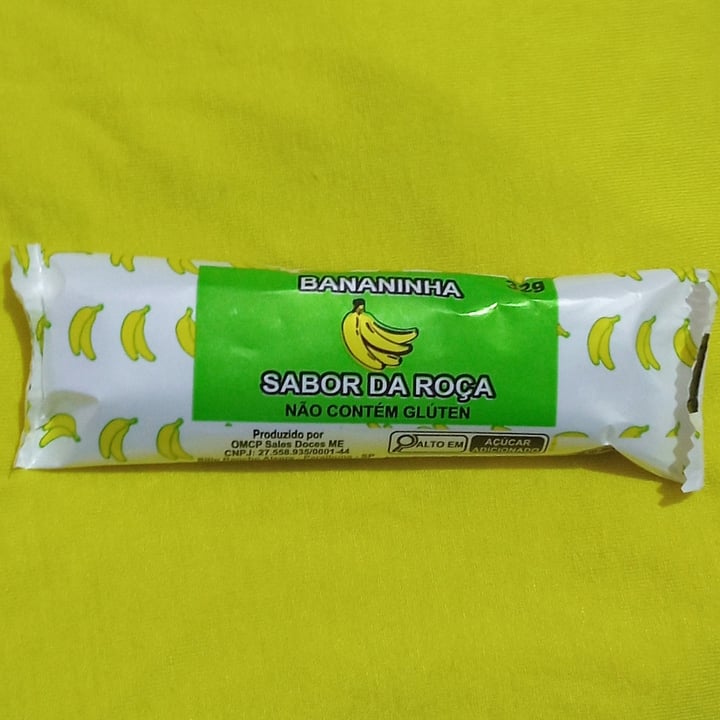 BANANINHA
32g
SABOR DA ROÇA
NÃO CONTÉM GLÚTEN
Produzido por
OMCP Sales Doces ME
CNPJ: 27.558.935/0001-44
ALTO EM
AÇÚCAR
ADICIONADO